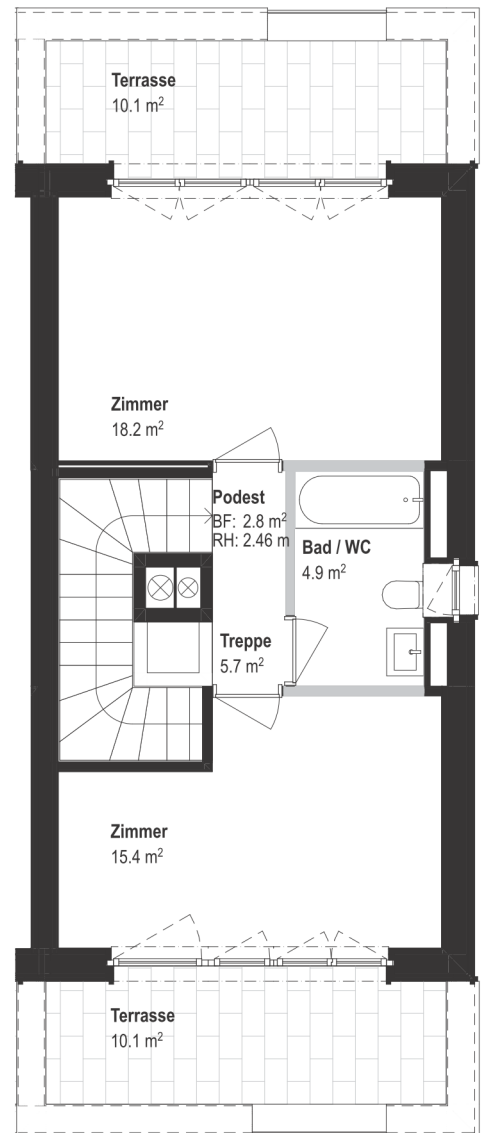 Terrasse
10.1 m²
Zimmer
18.2 m²
Podest
BF: 2.8 m²
RH: 2.46 m
Bad / WC
4.9 m²
Treppe
5.7 m²
Zimmer
15.4 m²
Terrasse
10.1 m²